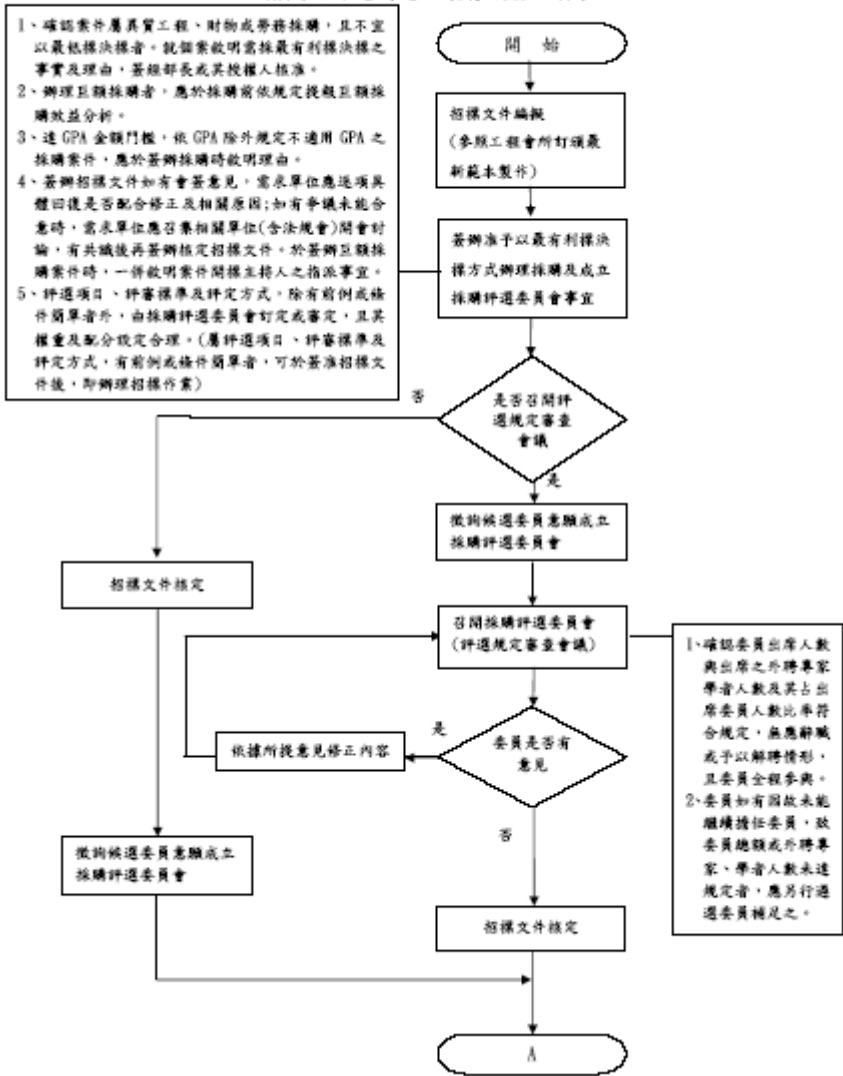 1、確認案件屬異質工程、財物或勞務採購,且不宜
以最低標決標者。就個案敘明需採最有利標決標之
事實及理由,簽經部長或其授權人核准。
2、辦理巨額採購者,應於採購前依規定提報巨額採
購效益分析。
3、達 GPA 金額門檻,依 GPA 除外規定不適用 GPA 之
採購案件,應於簽辦採購時敘明理由。
4、簽辦招標文件如有會簽意見,需求單位應逐項具
體回復是否配合修正及相關原因;如有爭議未能合
意時,需求單位應召集相關單位(含法規會)開會討
論,有共識後再簽辦核定招標文件。於簽辦巨額採
購案件時,一併敘明案件開標主持人之指派事宜。
5、評選項目、評審標準及評定方式,除有前例或條
件簡單者外,由採購評選委員會訂定或審定,且其
權重及配分設定合理。(屬評選項目、評審標準及
評定方式,有前例或條件簡單者,可於簽准招標文
件後,即辦理招標作業)
開 始
招標文件編擬
(參照工程會所訂頒最
新範本製作)
簽辦准予以最有利標決
標方式辦理採購及成立
採購評選委員會事宜
是否召開評
選規定審查
會議
否
是
徵詢候選委員意願成立
採購評選委員會
招標文件核定
召開採購評選委員會
(評選規定審查會議)
1、確認委員出席人數
與出席之外聘專家
學者人數及其占出
席委員人數比率符
合規定,無應辭職
或予以解聘情形,
且委員全程參與。
2、委員如有因故未能
繼續擔任委員,致
委員總額或外聘專
家、學者人數未達
規定者,應另行遴
選委員補足之。
委員是否有
意見
是
依據所提意見修正內容
否
徵詢候選委員意願成立
採購評選委員會
招標文件核定
A